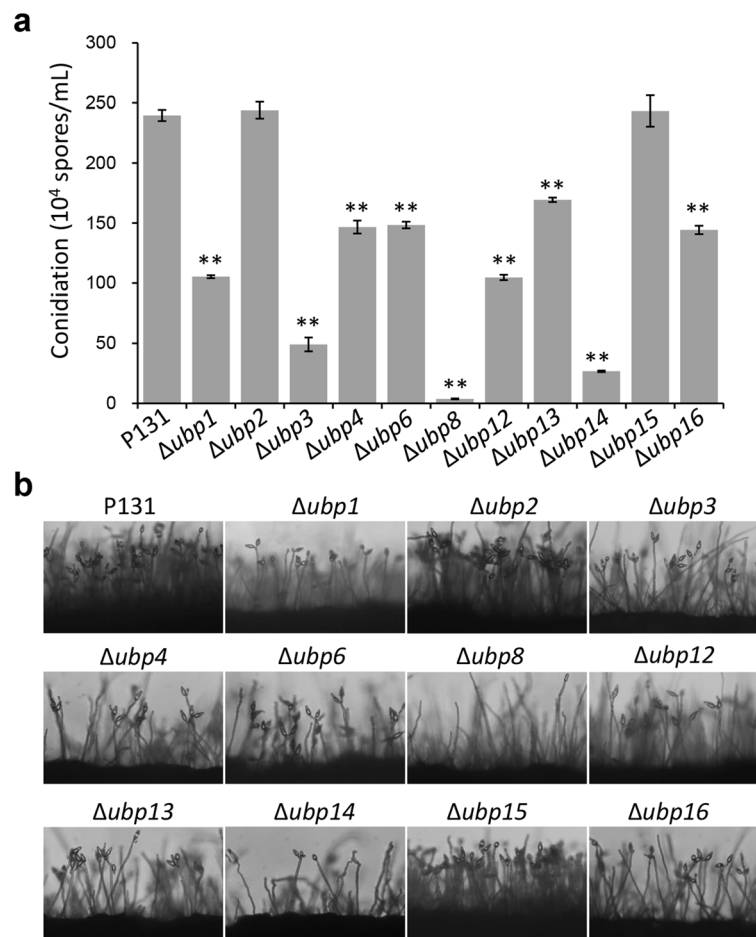 a
300
250
200
150
100
50
0
Conidiation (10⁴ spores/mL)
** ** ** ** ** ** ** ** **
P131 Δubp1 Δubp2 Δubp3 Δubp4 Δubp6 Δubp8 Δubp12 Δubp13 Δubp14 Δubp15 Δubp16
b
P131 Δubp1 Δubp2 Δubp3
Δubp4 Δubp6 Δubp8 Δubp12
Δubp13 Δubp14 Δubp15 Δubp16